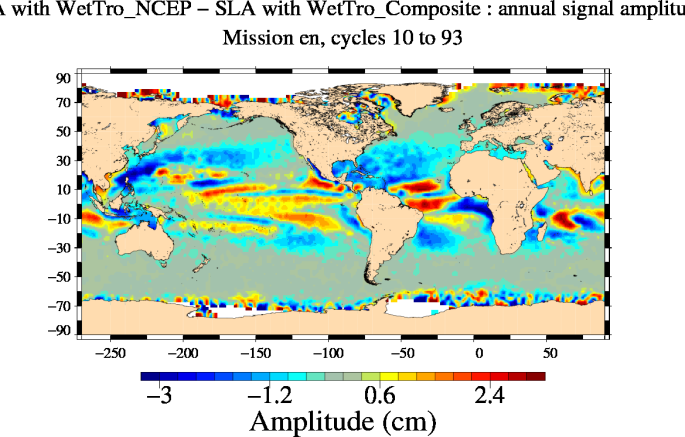 with WetTro_NCEP − SLA with WetTro_Composite : annual signal
Mission en, cycles 10 to 93
90
70
50
30
10
−10
−30
−50
−70
−90
−250 −200 −150 −100 −50 0 50
−3 −1.2 0.6 2.4
Amplitude (cm)